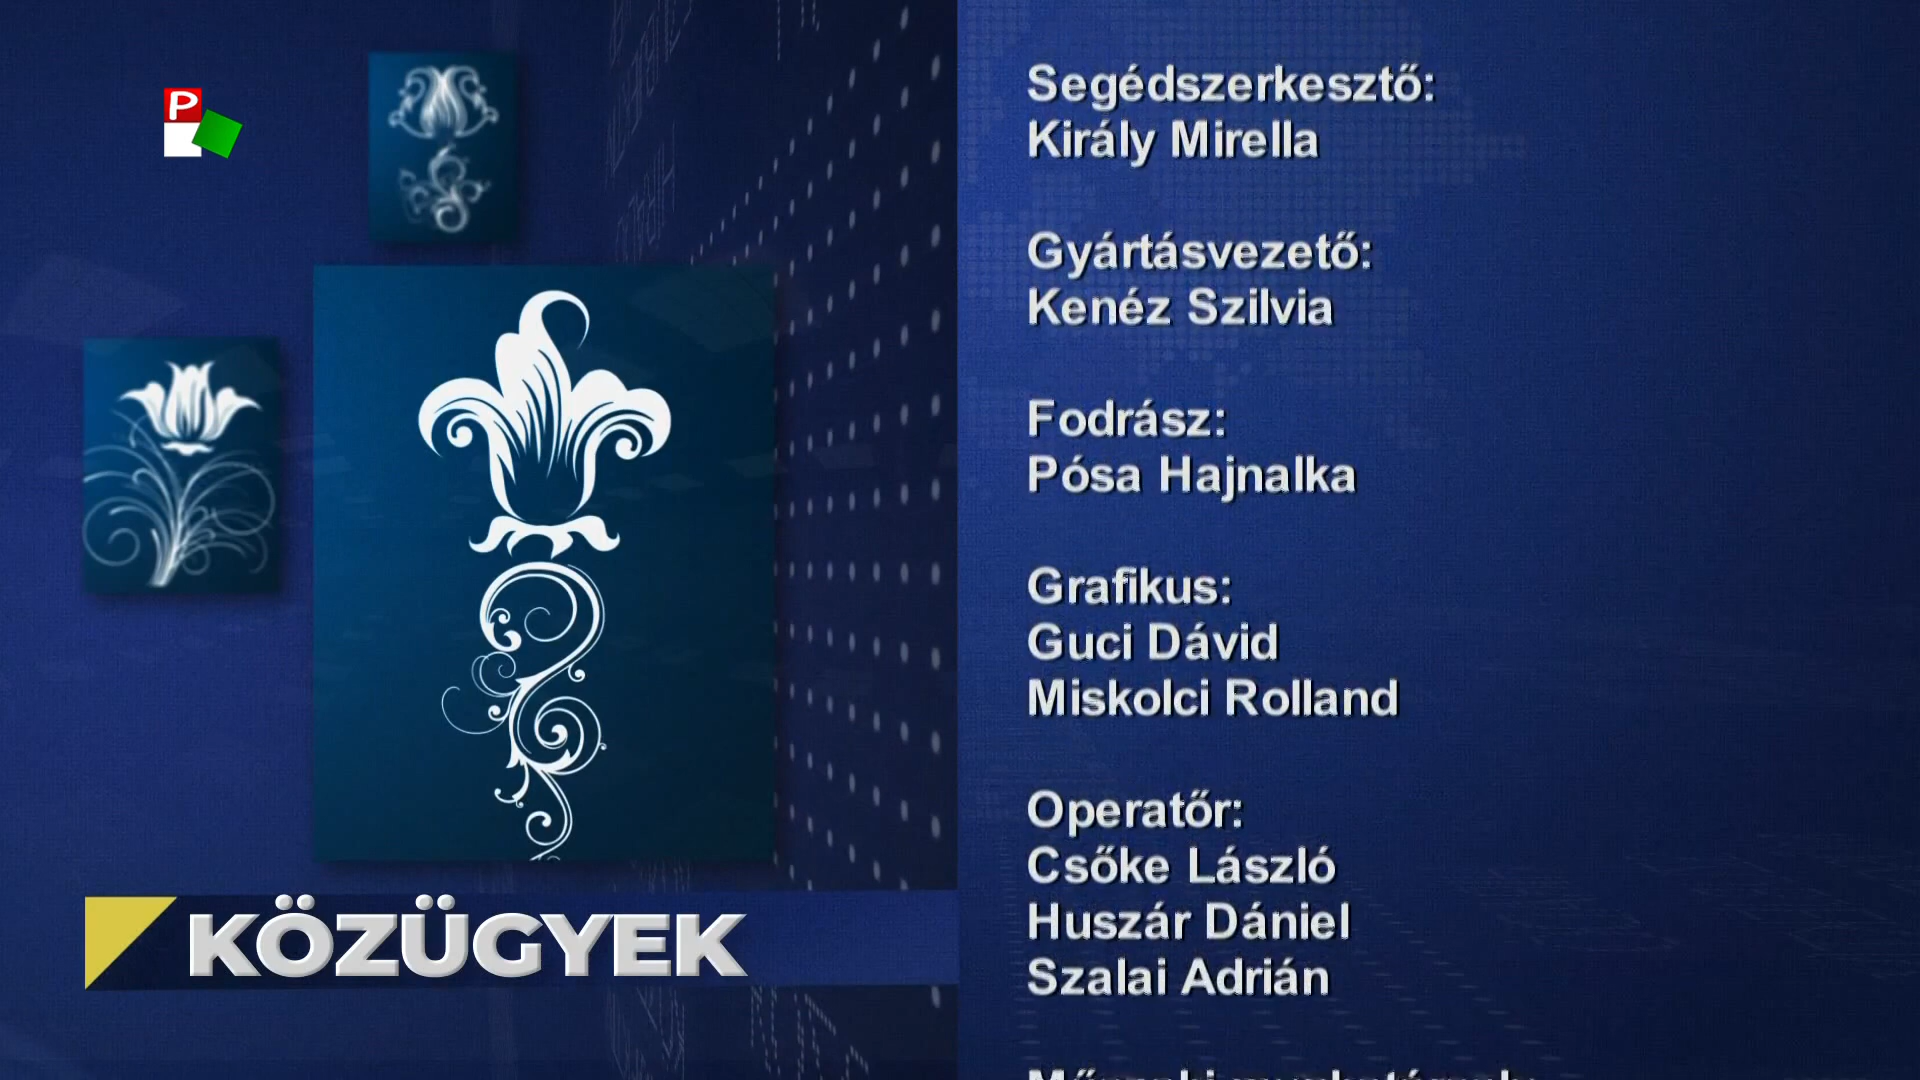 P
Segédszerkesztő:
Király Mirella
Gyártásvezető:
Kenéz Szilvia
Fodrász:
Pósa Hajnalka
Grafikus:
Guci Dávid
Miskolci Rolland
Operatőr:
Csőke László
Huszár Dániel
Szalai Adrián
KÖZÜGYEK